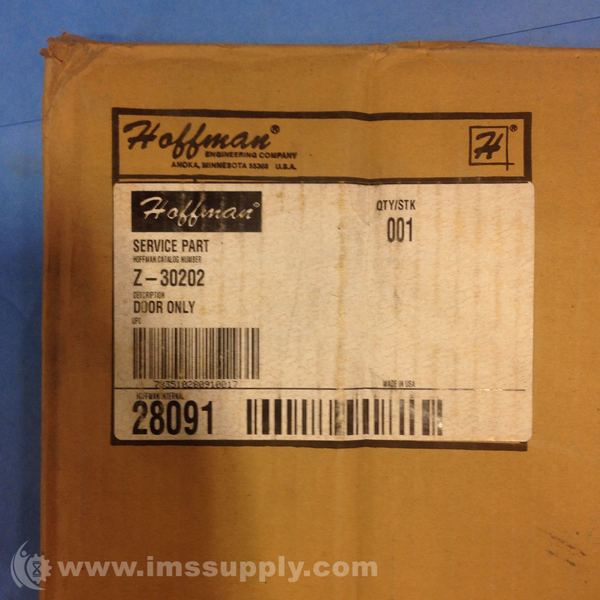 Hoffman®
ENGINEERING COMPANY
ANOKA, MINNESOTA 55303 U.S.A.
H®
Hoffman®
QTY/STK
001
SERVICE PART
HOFFMAN CATALOG NUMBER
Z-30202
DESCRIPTION
DOOR ONLY
UPC
MADE IN USA
HOFFMAN INTERNAL
28091
www.imssupply.com